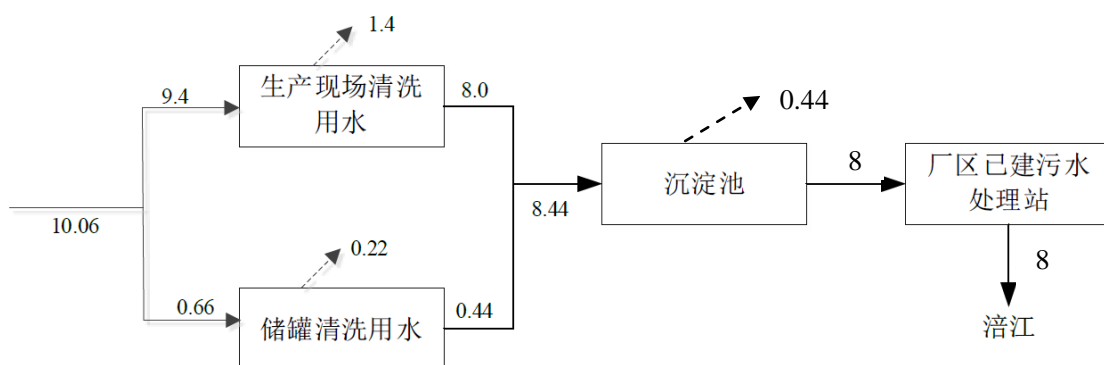 1.4
生产现场清洗
用水
9.4
8.0
0.44
沉淀池
8
厂区已建污水
处理站
10.06
8.44
0.22
8
0.66
储罐清洗用水
0.44
涪江